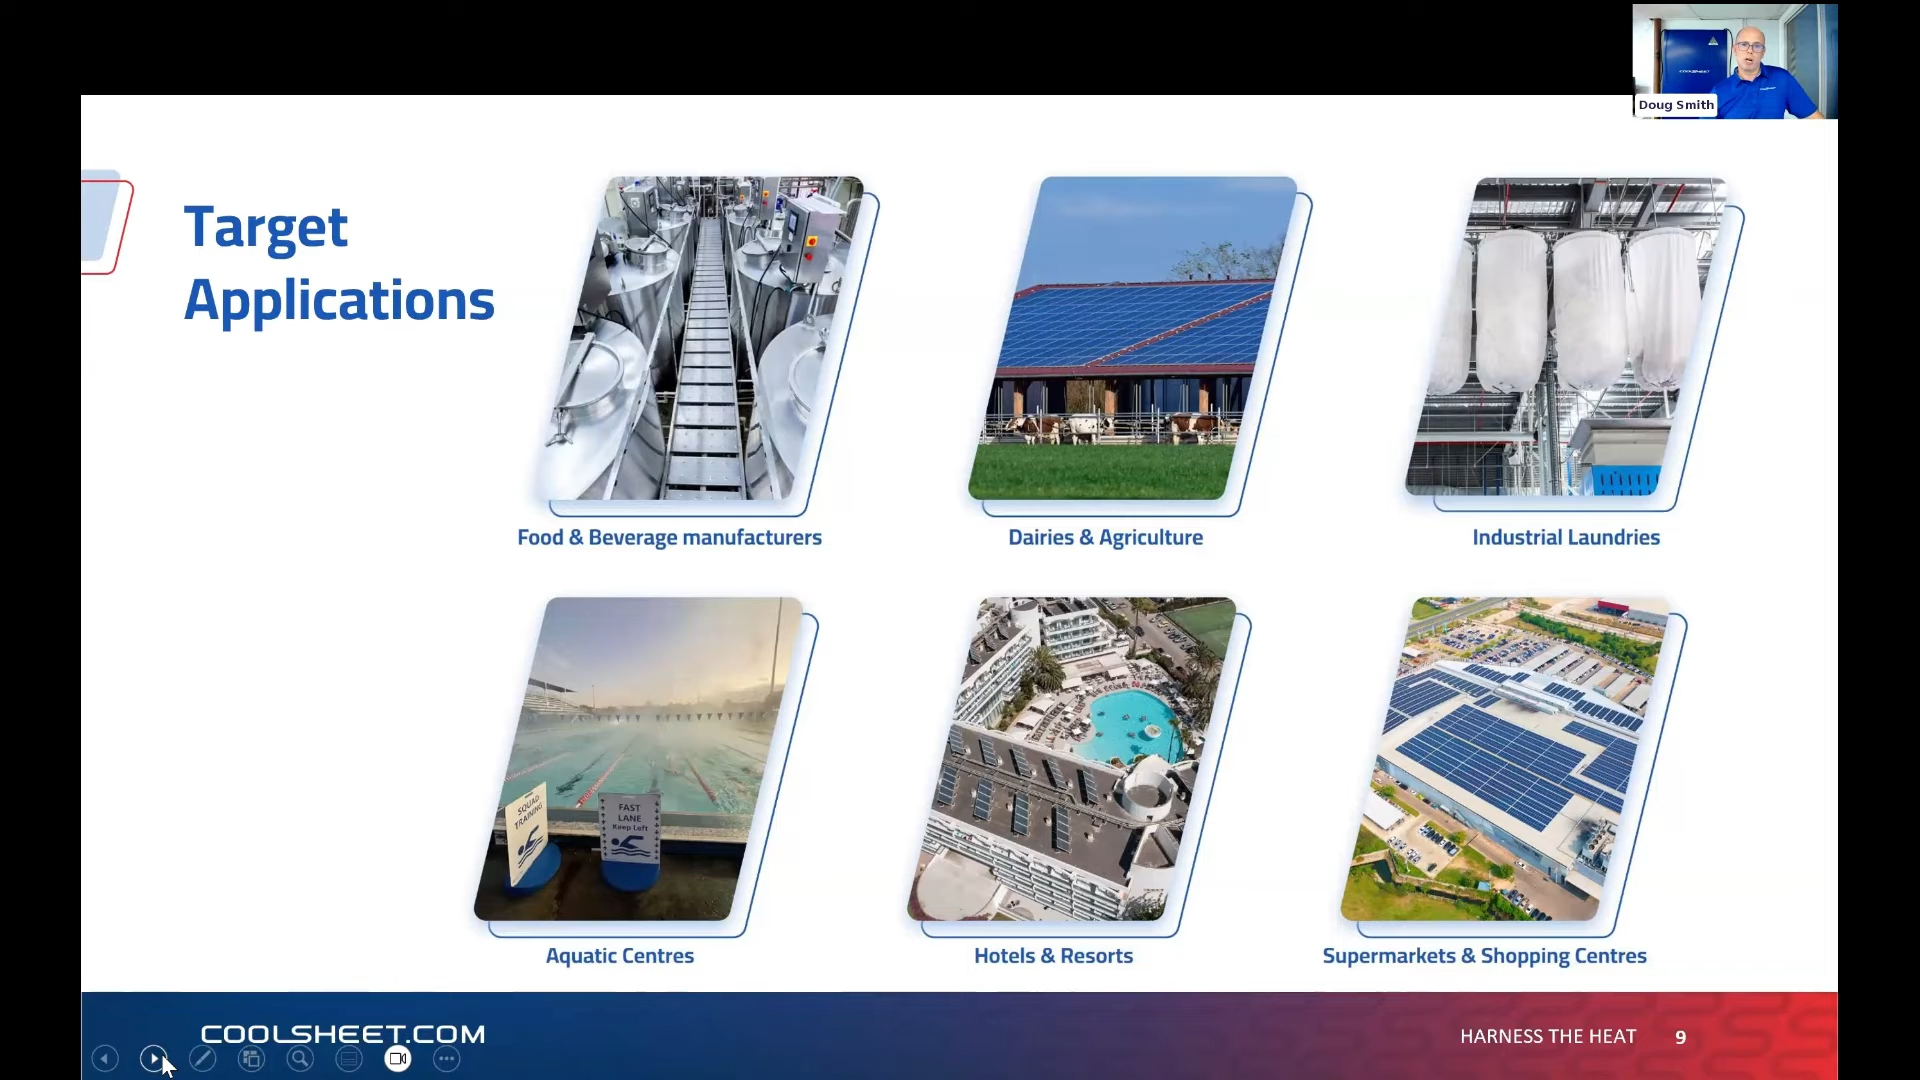 COOLSHEET
Doug Smith
Target
Applications
Food & Beverage manufacturers
Dairies & Agriculture
Industrial Laundries
SQUAD
TRAINING
FAST
LANE
Keep Left
Aquatic Centres
Hotels & Resorts
Supermarkets & Shopping Centres
COOLSHEET.COM
HARNESS THE HEAT
9